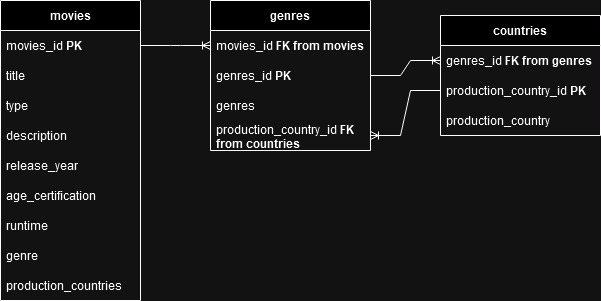 movies
movies_id PK
title
type
description
release_year
age_certification
runtime
genre
production_countries
genres
movies_id FK from movies
genres_id PK
genres
production_country_id FK
from countries
countries
genres_id FK from genres
production_country_id PK
production_country